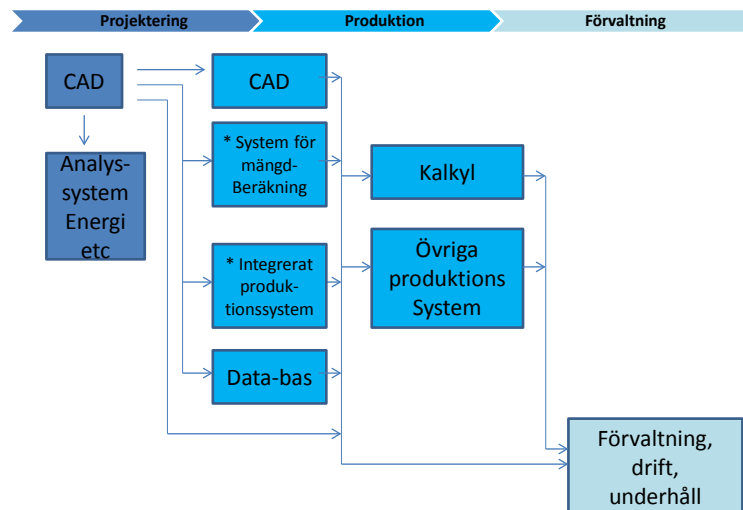 Projektering
Produktion
Förvaltning
CAD
Analys-
system
Energi
etc
CAD
* System för
mängd-
Beräkning
* Integrerat
produk-
tionssystem
Data-bas
Kalkyl
Övriga
produktions
System
Förvaltning,
drift,
underhåll